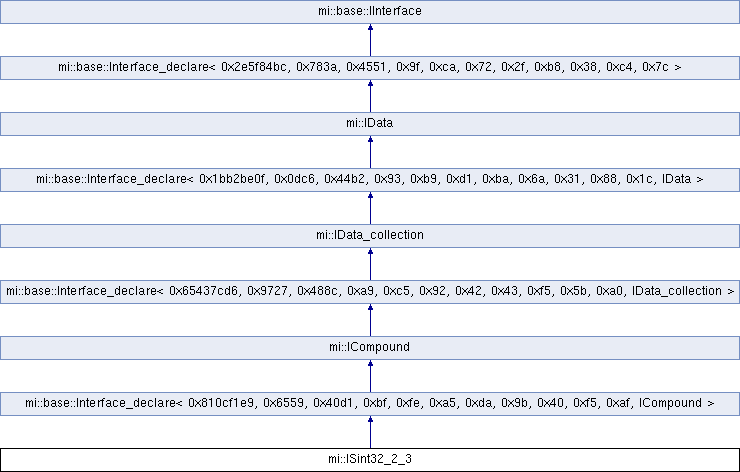 mi::base::IInterface
mi::base::Interface_declare< 0x2e5f84bc, 0x783a, 0x4551, 0x9f, 0xca, 0x72, 0x2f, 0xb8, 0x38, 0xc4, 0x7c >
mi::IData
mi::base::Interface_declare< 0x1bb2be0f, 0x0dc6, 0x44b2, 0x93, 0xb9, 0xd1, 0xba, 0x6a, 0x31, 0x88, 0x1c, IData >
mi::IData_collection
mi::base::Interface_declare< 0x65437cd6, 0x9727, 0x488c, 0xa9, 0xc5, 0x92, 0x42, 0x43, 0xf5, 0x5b, 0xa0, IData_collection >
mi::ICompound
mi::base::Interface_declare< 0x810cf1e9, 0x6559, 0x40d1, 0xbf, 0xfe, 0xa5, 0xda, 0x9b, 0x40, 0xf5, 0xaf, ICompound >
mi::ISint32_2_3